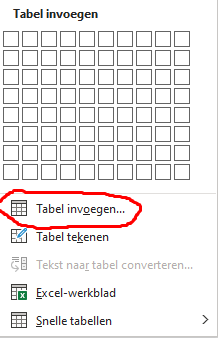 Tabel invoegen
Tabel invoegen...
Tabel tekenen
Tekst naar tabel converteren...
Excel-werkblad
Snelle tabellen